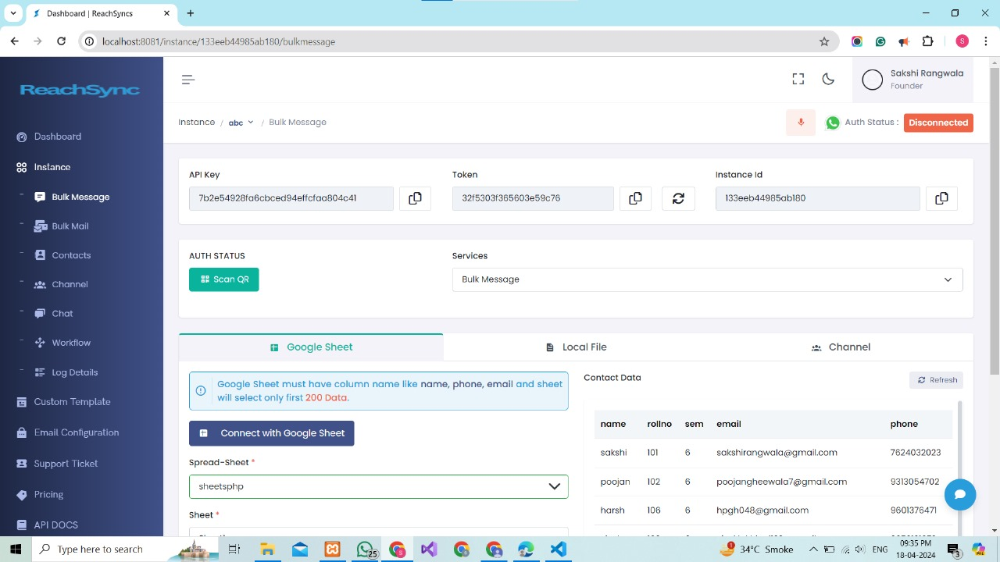 Dashboard | ReachSyncs
localhost:8081/instance/133eeb44985ab180/bulkmessage
S
ReachSync
Sakshi Rangwala
Founder
Instance / abc / Bulk Message
Auth Status : Disconnected
Dashboard
Instance
Bulk Message
Bulk Mail
Contacts
Channel
Chat
Workflow
Log Details
Custom Template
Email Configuration
Support Ticket
Pricing
API DOCS
API Key
Token
Instance Id
7b2e54928fa6cbced94effcfaa804c41
32f5303f365603e59c76
133eeb44985ab180
AUTH STATUS
Services
Scan QR
Bulk Message
Google Sheet
Local File
Channel
Google Sheet must have column name like name, phone, email and sheet
will select only first 200 Data.
Connect with Google Sheet
Spread-Sheet *
sheetsphp
Sheet *
Contact Data
Refresh
name rollno sem email phone
sakshi 101 6 sakshirangwala@gmail.com 7624032023
poojan 102 6 poojangheewala7@gmail.com 9313054702
harsh 106 6 hpgh048@gmail.com 9601376471
Type here to search
25
34°C Smoke
09:35 PM
18-04-2024
3